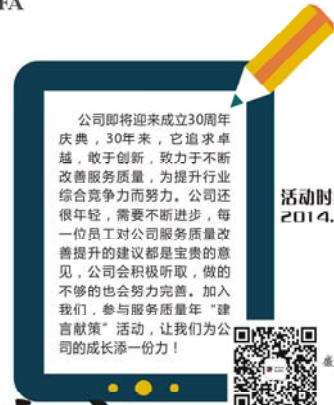 FA
公司即将迎来成立30周年
庆典，30年来，它追求卓
越，敢于创新，致力于不断
改善服务质量，为提升行业
综合竞争力而努力。公司还
很年轻，需要不断进步，每
一位员工对公司服务质量改
善提升的建议都是宝贵的意
见，公司会积极听取，做的
不够的也会努力完善。加入
我们，参与服务质量年“建
言献策”活动，让我们为公
司的成长添一份力！
活动时
2014.